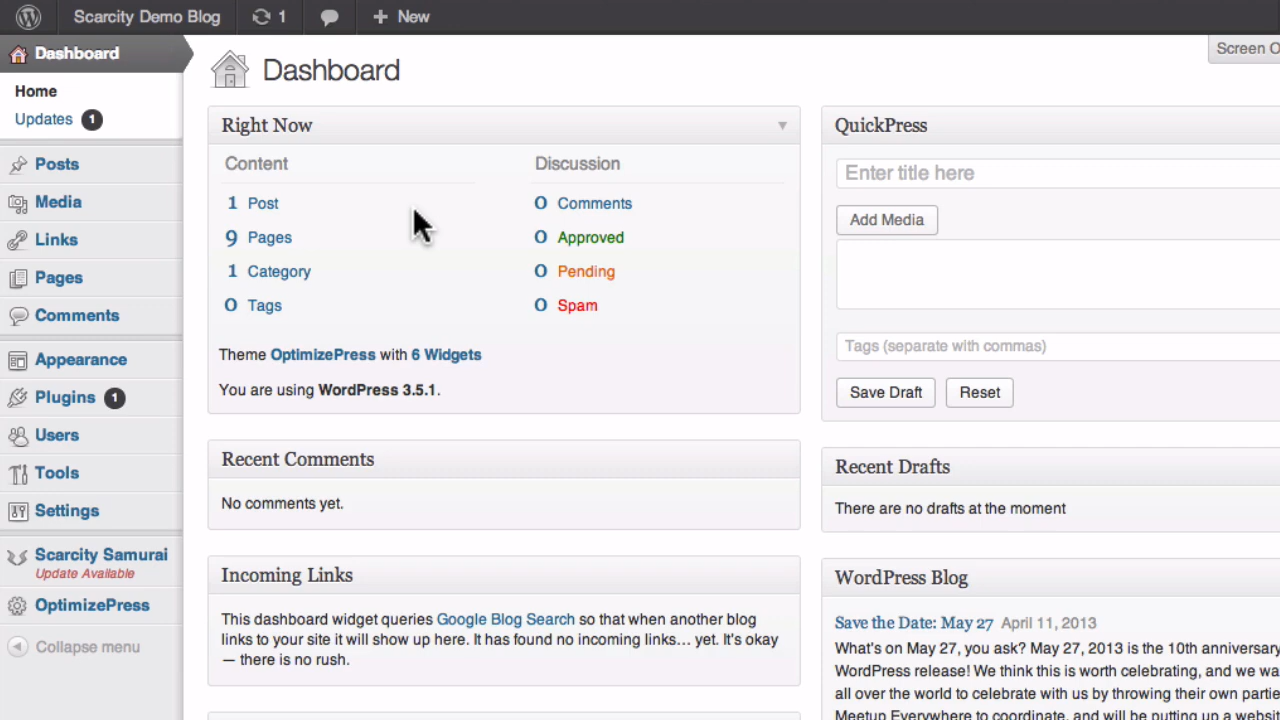 Scarcity Demo Blog 1 New
Dashboard
Home
Updates 1
Posts
Media
Links
Pages
Comments
Appearance
Plugins 1
Users
Tools
Settings
Scarcity Samurai
Update Available
OptimizePress
Collapse menu
Screen O
Dashboard
Right Now
Content
1 Post
9 Pages
1 Category
0 Tags
Discussion
0 Comments
0 Approved
0 Pending
0 Spam
Theme OptimizePress with 6 Widgets
You are using WordPress 3.5.1.
Recent Comments
No comments yet.
Incoming Links
This dashboard widget queries Google Blog Search so that when another blog
links to your site it will show up here. It has found no incoming links… yet. It's okay
— there is no rush.
QuickPress
Enter title here
Add Media
Tags (separate with commas)
Save Draft Reset
Recent Drafts
There are no drafts at the moment
WordPress Blog
Save the Date: May 27 April 11, 2013
What's on May 27, you ask? May 27, 2013 is the 10th anniversary
WordPress release! We think this is worth celebrating, and we wa
all over the world to celebrate with us by throwing their own partie
Meetup Everywhere to coordinate, and will be putting up a website